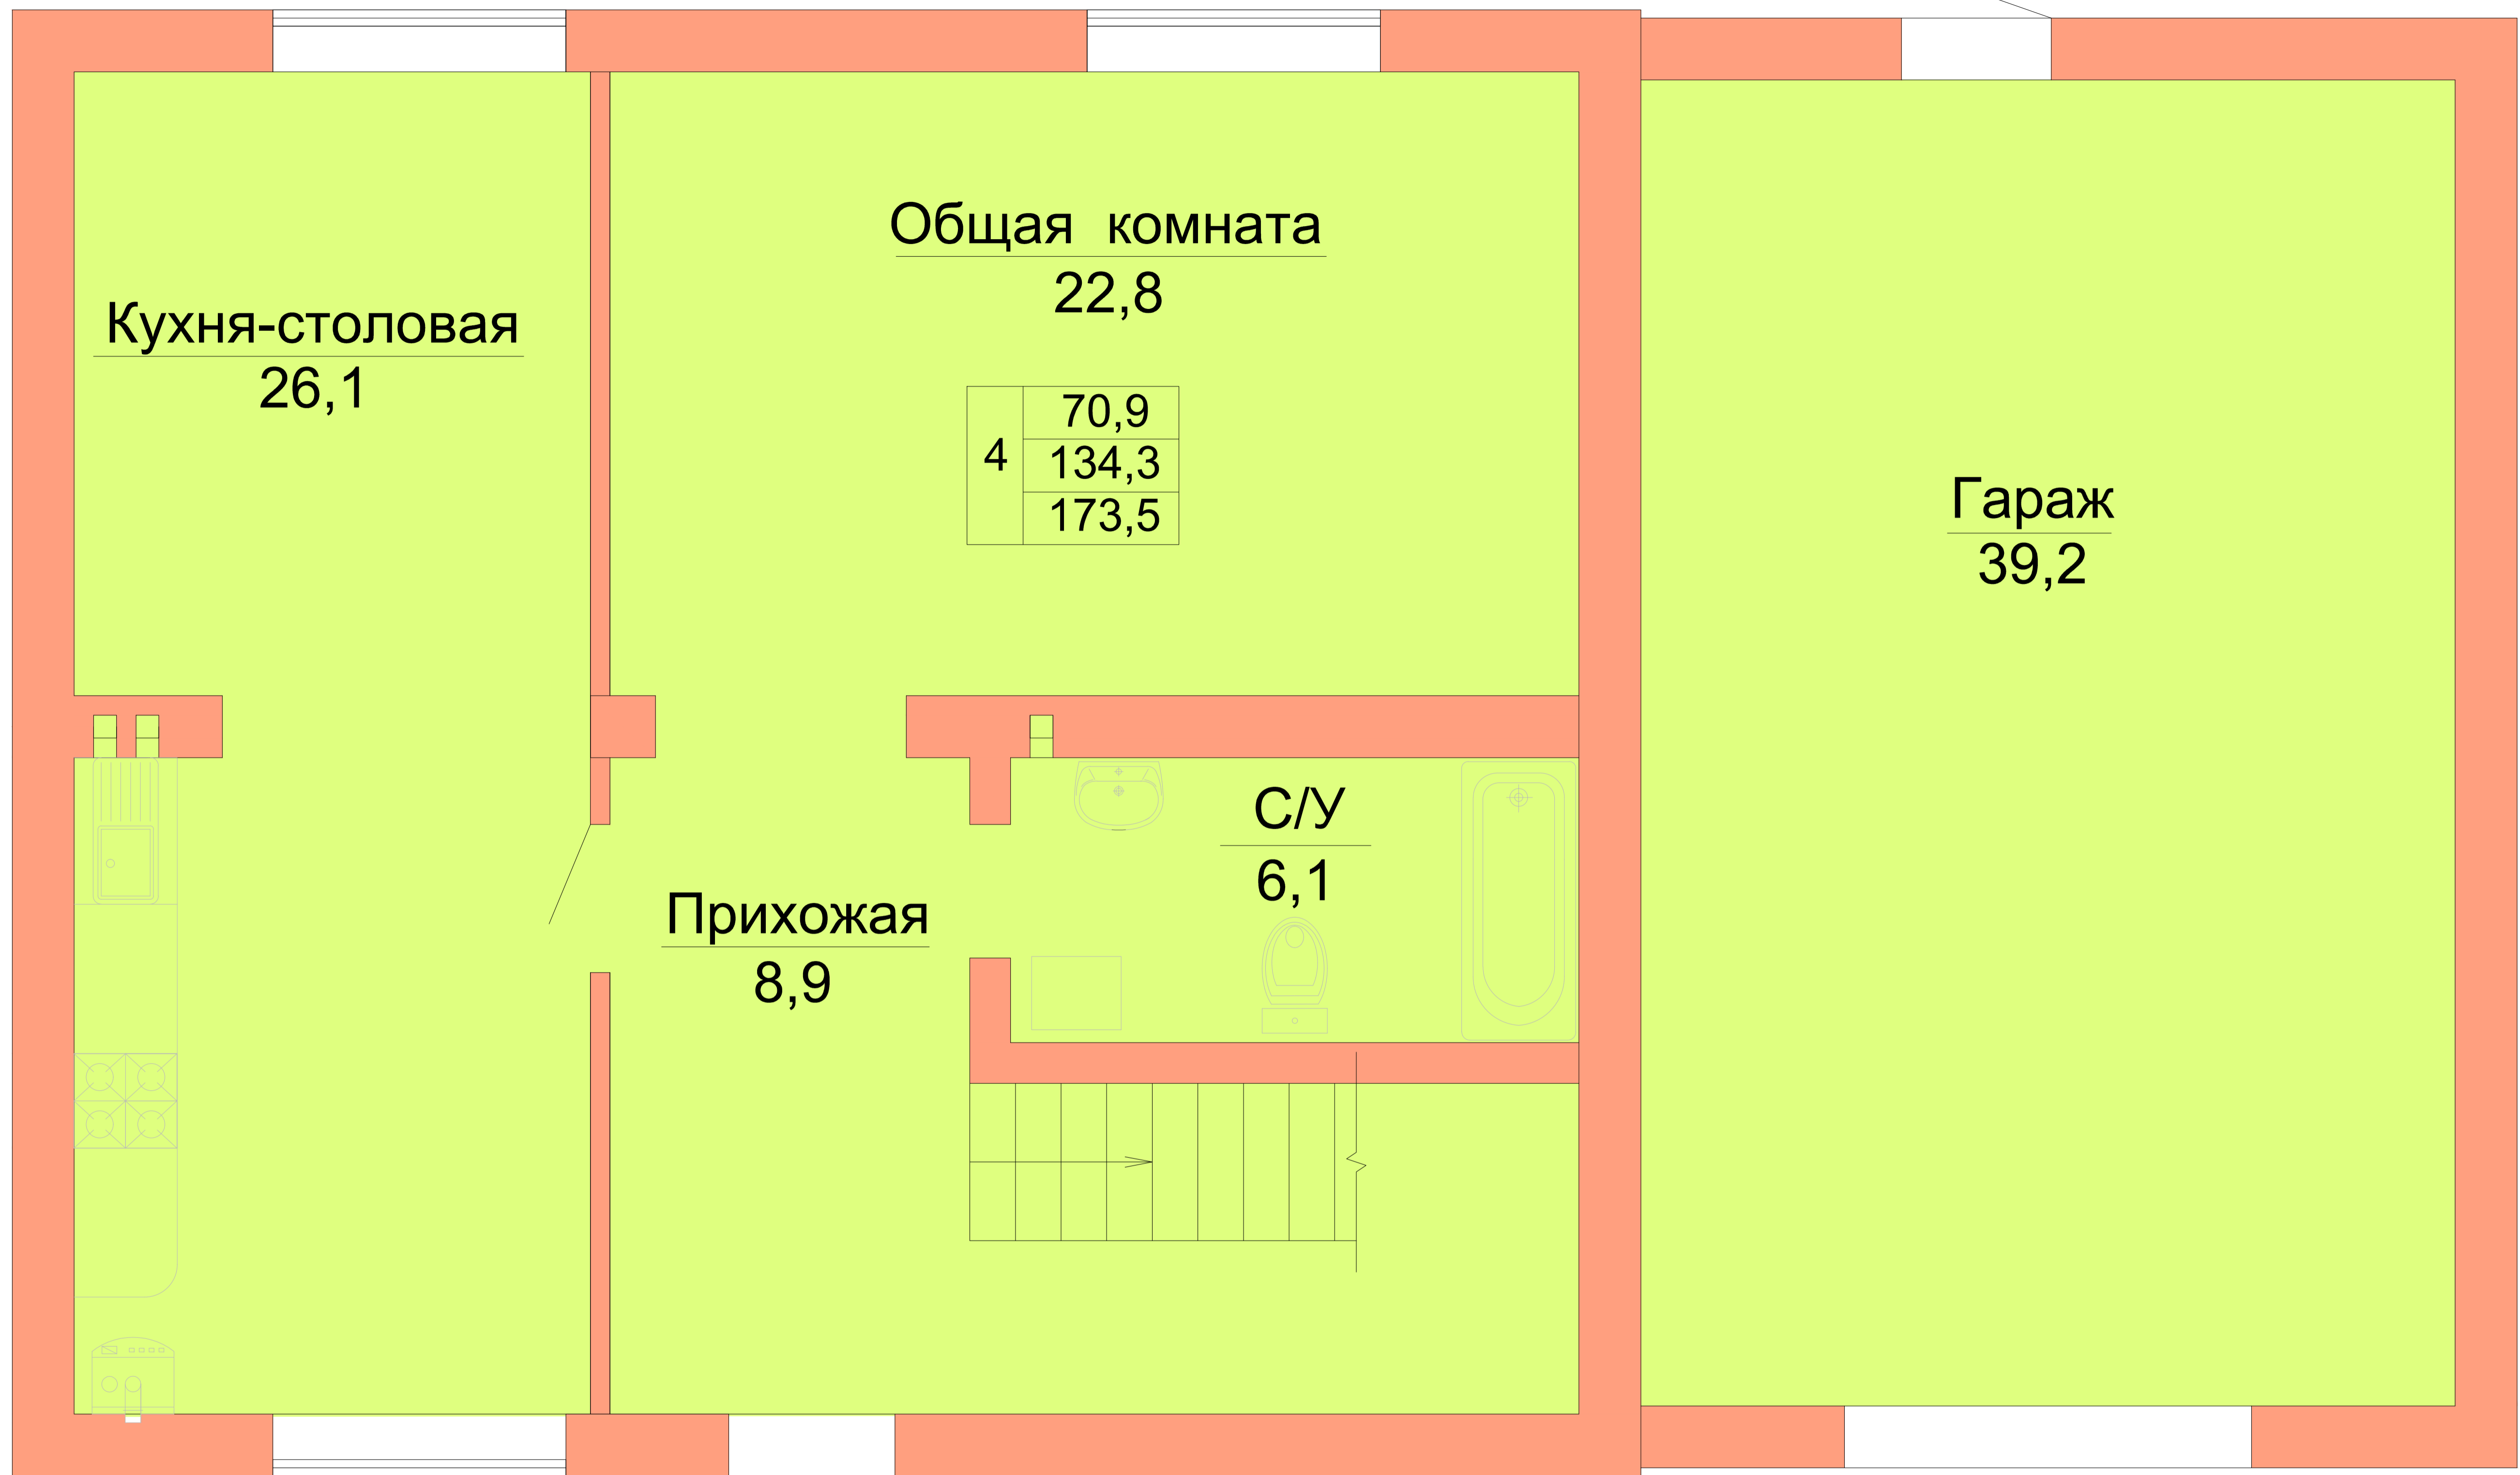 Общая комната
22,8
Кухня-столовая
26,1
4
70,9
134,3
173,5
Гараж
39,2
С/У
6,1
Прихожая
8,9